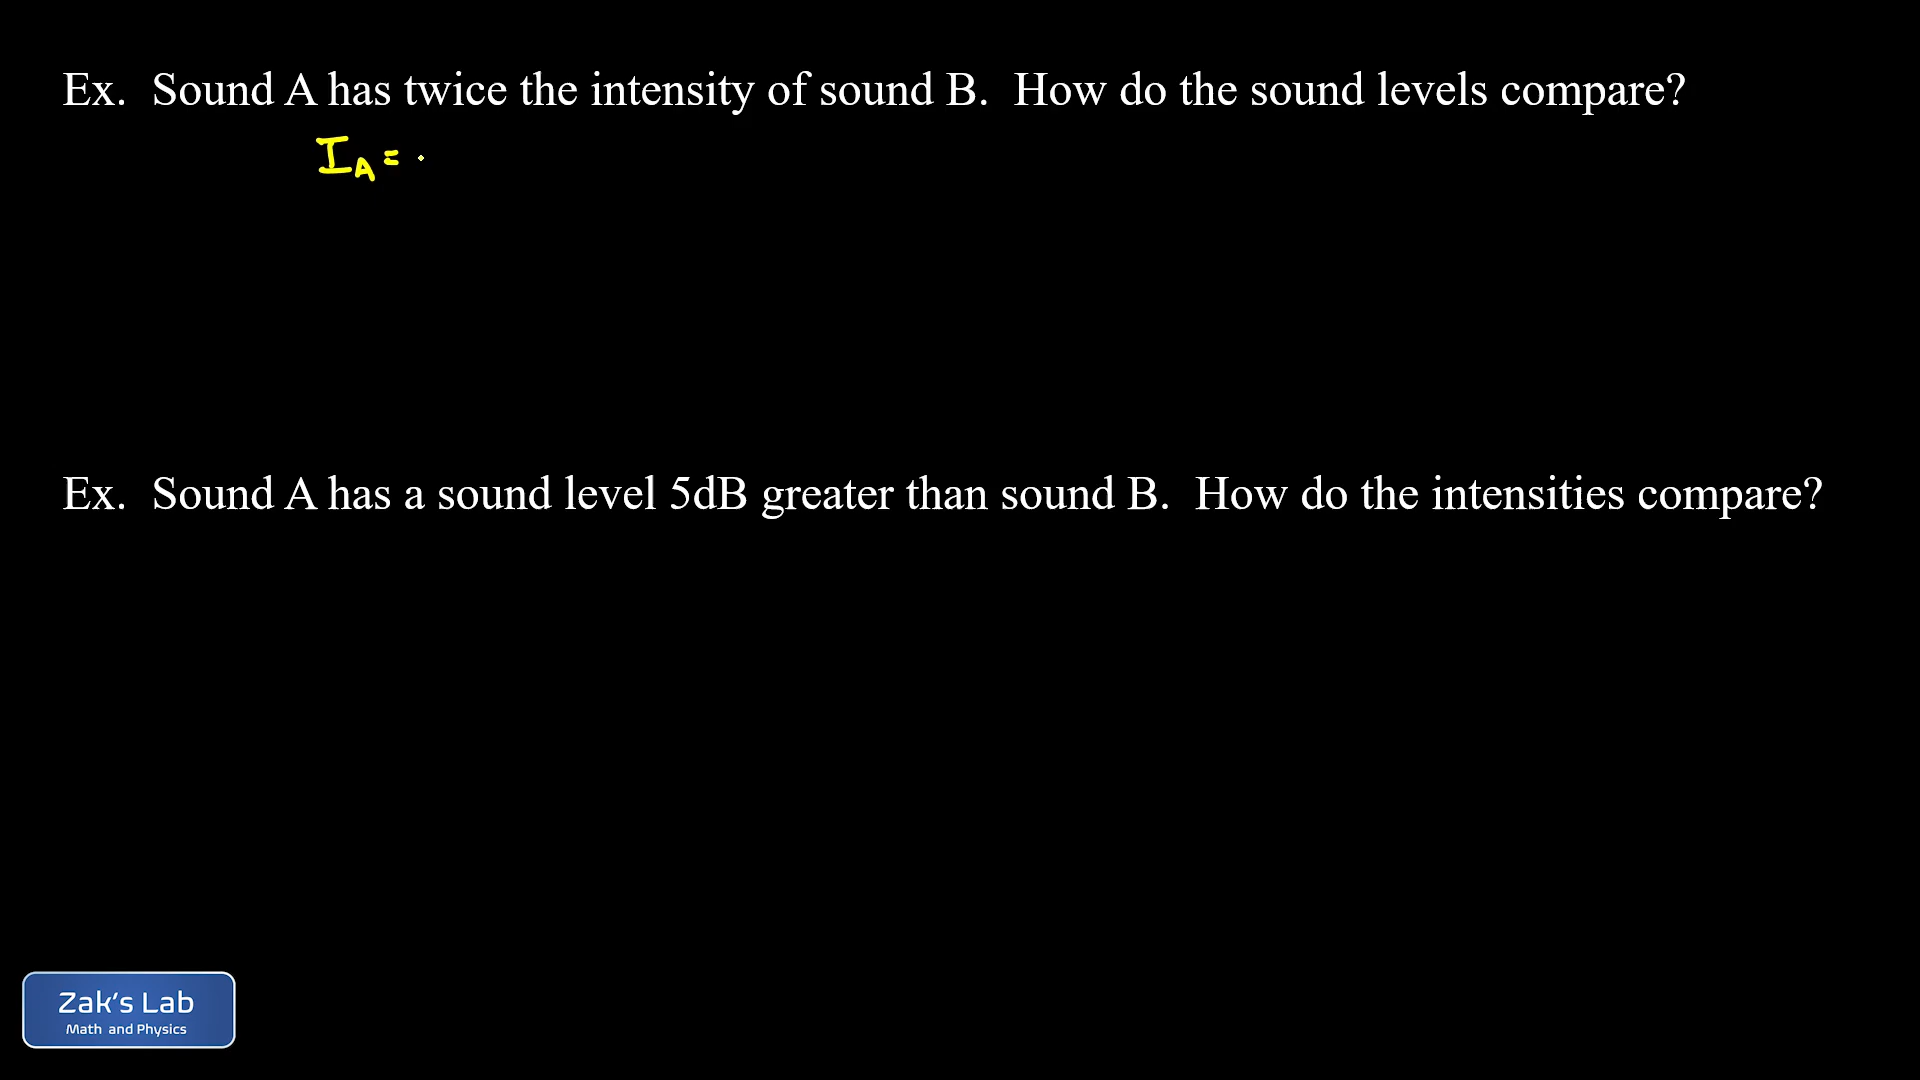 Ex. Sound A has twice the intensity of sound B. How do the sound levels compare?
I_A = 
Ex. Sound A has a sound level 5dB greater than sound B. How do the intensities compare?
Zak's Lab
Math and Physics